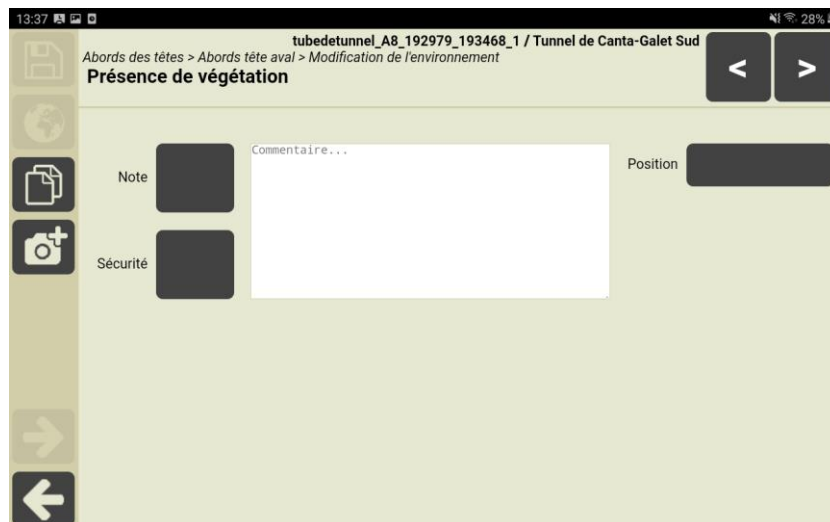 13:37 28%
tubedetunnel_A8_192979_193468_1 / Tunnel de Canta-Galet Sud
Abords des têtes > Abords tête aval > Modification de l'environnement
Présence de végétation
< >
Note
Commentaire...
Position
Sécurité